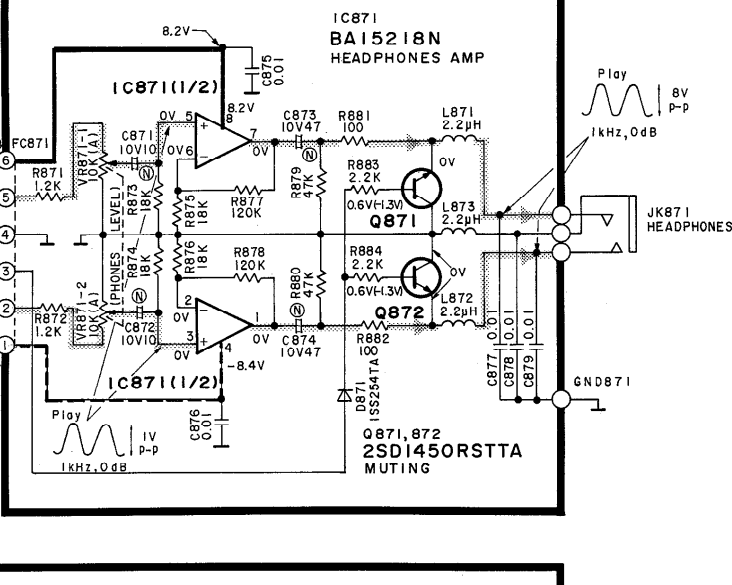 IC871
BA15218N
HEADPHONES AMP
8.2V
C875
0.01
IC871(1/2)
8.2V
8
Play
8V
P-P
1kHz, 0dB
FC871
6
5
4
3
2
1
R871
1.2K
VR871-1
10K(A)
C871
10V10
N
0V
5
+
0V
6
−
7
0V
C873
10V47
N
R881
100
L871
2.2µH
0V
R873
18K
R875
18K
R877
120K
R879
47K
R883
2.2K
0.6V(-1.3V)
Q871
L873
2.2µH
JK871
HEADPHONES
(PHONES LEVEL)
R874
18K
R876
18K
R878
120K
R880
47K
R884
2.2K
0.6V(-1.3V)
Q872
0V
L872
2.2µH
R872
1.2K
VR871-2
10K(A)
C872
10V10
N
2
0V
−
3
0V
+
1
0V
4
-8.4V
N
C874
10V47
R882
100
C877 0.01
C878 0.01
C879 0.01
GND871
IC871(1/2)
C876
0.01
D871
1SS254TA
Play
1V
P-P
1kHz, 0dB
Q871, 872
2SD1450RSTTA
MUTING